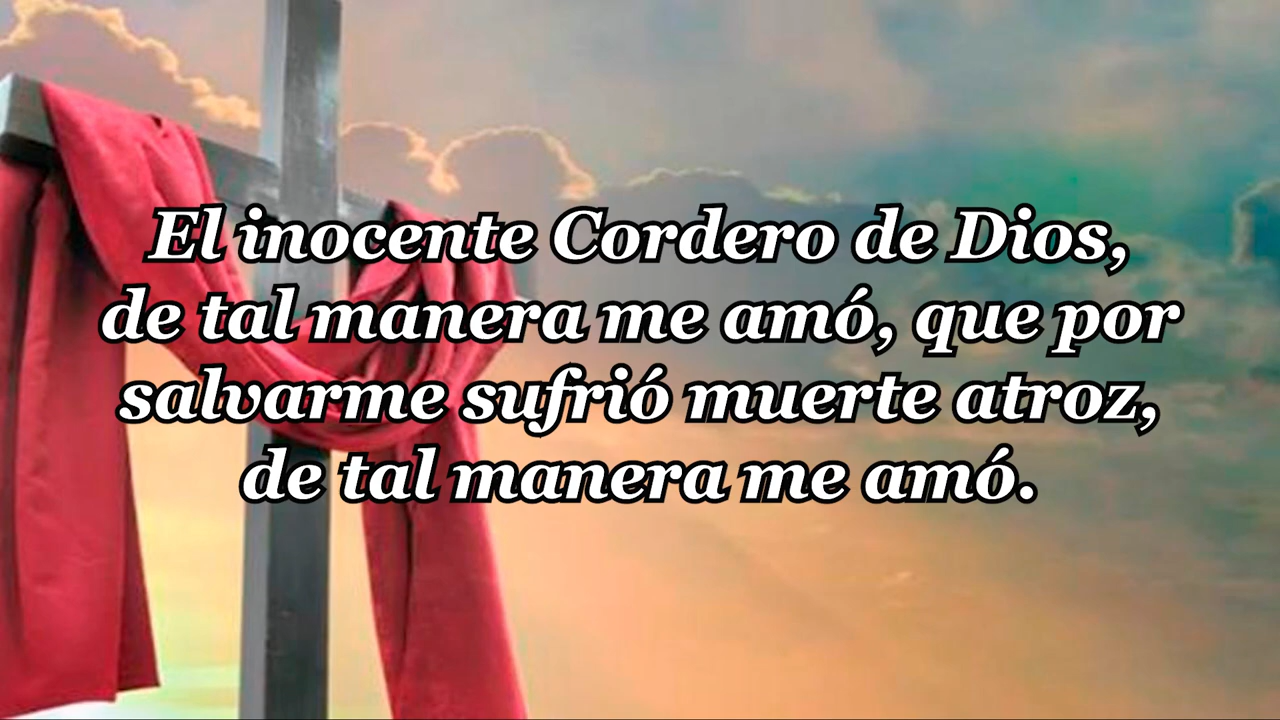 El inocente Cordero de Dios,
de tal manera me amó, que por
salvarme sufrió muerte atroz,
de tal manera me amó.